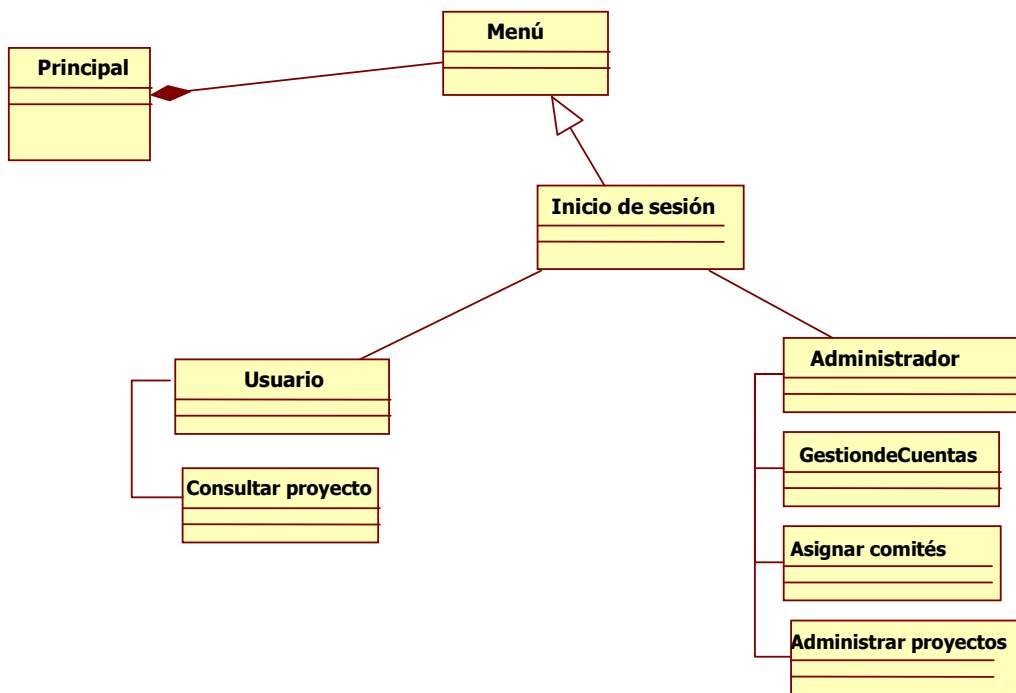 Menú
Principal
Inicio de sesión
Usuario
Administrador
Consultar proyecto
GestiondeCuentas
Asignar comités
Administrar proyectos